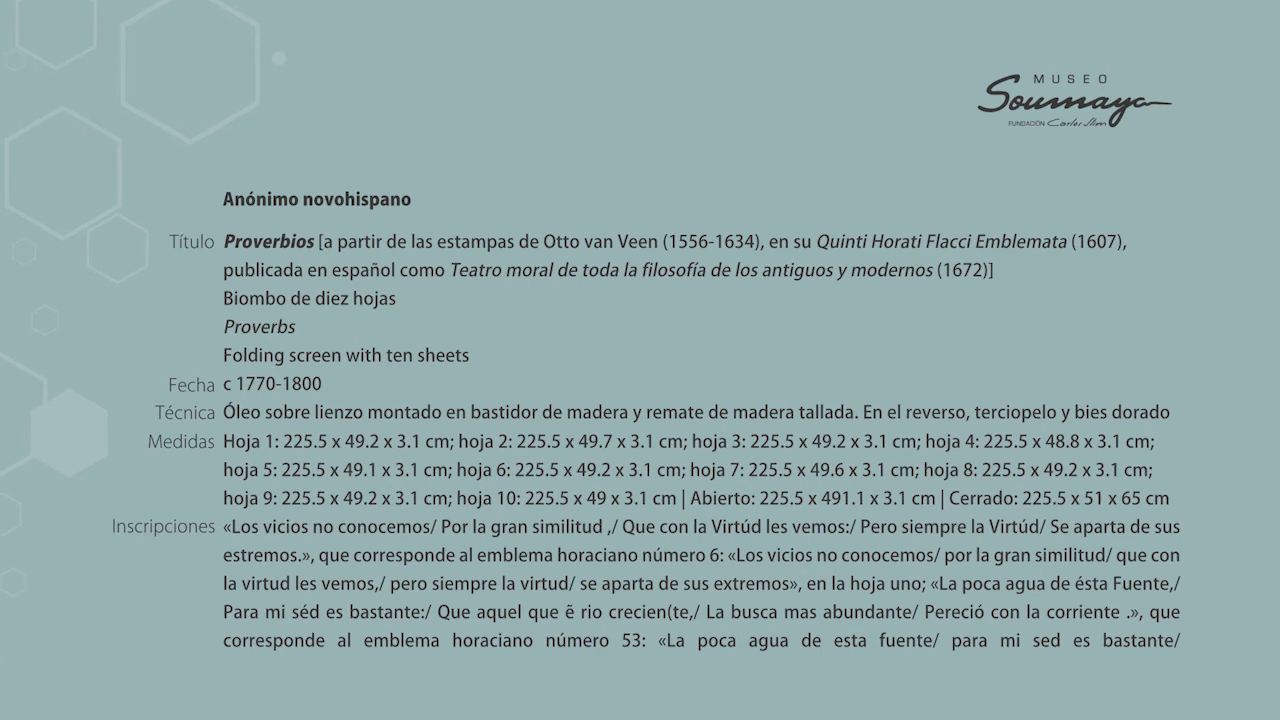 MUSEO
Soumaya
FUNDACIÓN Carlos Slim
Anónimo novohispano
Título Proverbios [a partir de las estampas de Otto van Veen (1556-1634), en su Quinti Horati Flacci Emblemata (1607),
publicada en español como Teatro moral de toda la filosofía de los antiguos y modernos (1672)]
Biombo de diez hojas
Proverbs
Folding screen with ten sheets
Fecha c 1770-1800
Técnica Óleo sobre lienzo montado en bastidor de madera y remate de madera tallada. En el reverso, terciopelo y bies dorado
Medidas Hoja 1: 225.5 x 49.2 x 3.1 cm; hoja 2: 225.5 x 49.7 x 3.1 cm; hoja 3: 225.5 x 49.2 x 3.1 cm; hoja 4: 225.5 x 48.8 x 3.1 cm;
hoja 5: 225.5 x 49.1 x 3.1 cm; hoja 6: 225.5 x 49.2 x 3.1 cm; hoja 7: 225.5 x 49.6 x 3.1 cm; hoja 8: 225.5 x 49.2 x 3.1 cm;
hoja 9: 225.5 x 49.2 x 3.1 cm; hoja 10: 225.5 x 49 x 3.1 cm | Abierto: 225.5 x 491.1 x 3.1 cm | Cerrado: 225.5 x 51 x 65 cm
Inscripciones «Los vicios no conocemos/ Por la gran similitud ,/ Que con la Virtúd les vemos:/ Pero siempre la Virtúd/ Se aparta de sus
estremos.», que corresponde al emblema horaciano número 6: «Los vicios no conocemos/ por la gran similitud/ que con
la virtud les vemos,/ pero siempre la virtud/ se aparta de sus extremos», en la hoja uno; «La poca agua de ésta Fuente,/
Para mi séd es bastante:/ Que aquel que ẽ rio crecien(te,/ La busca mas abundante/ Pereció con la corriente .», que
corresponde al emblema horaciano número 53: «La poca agua de esta fuente/ para mi sed es bastante/